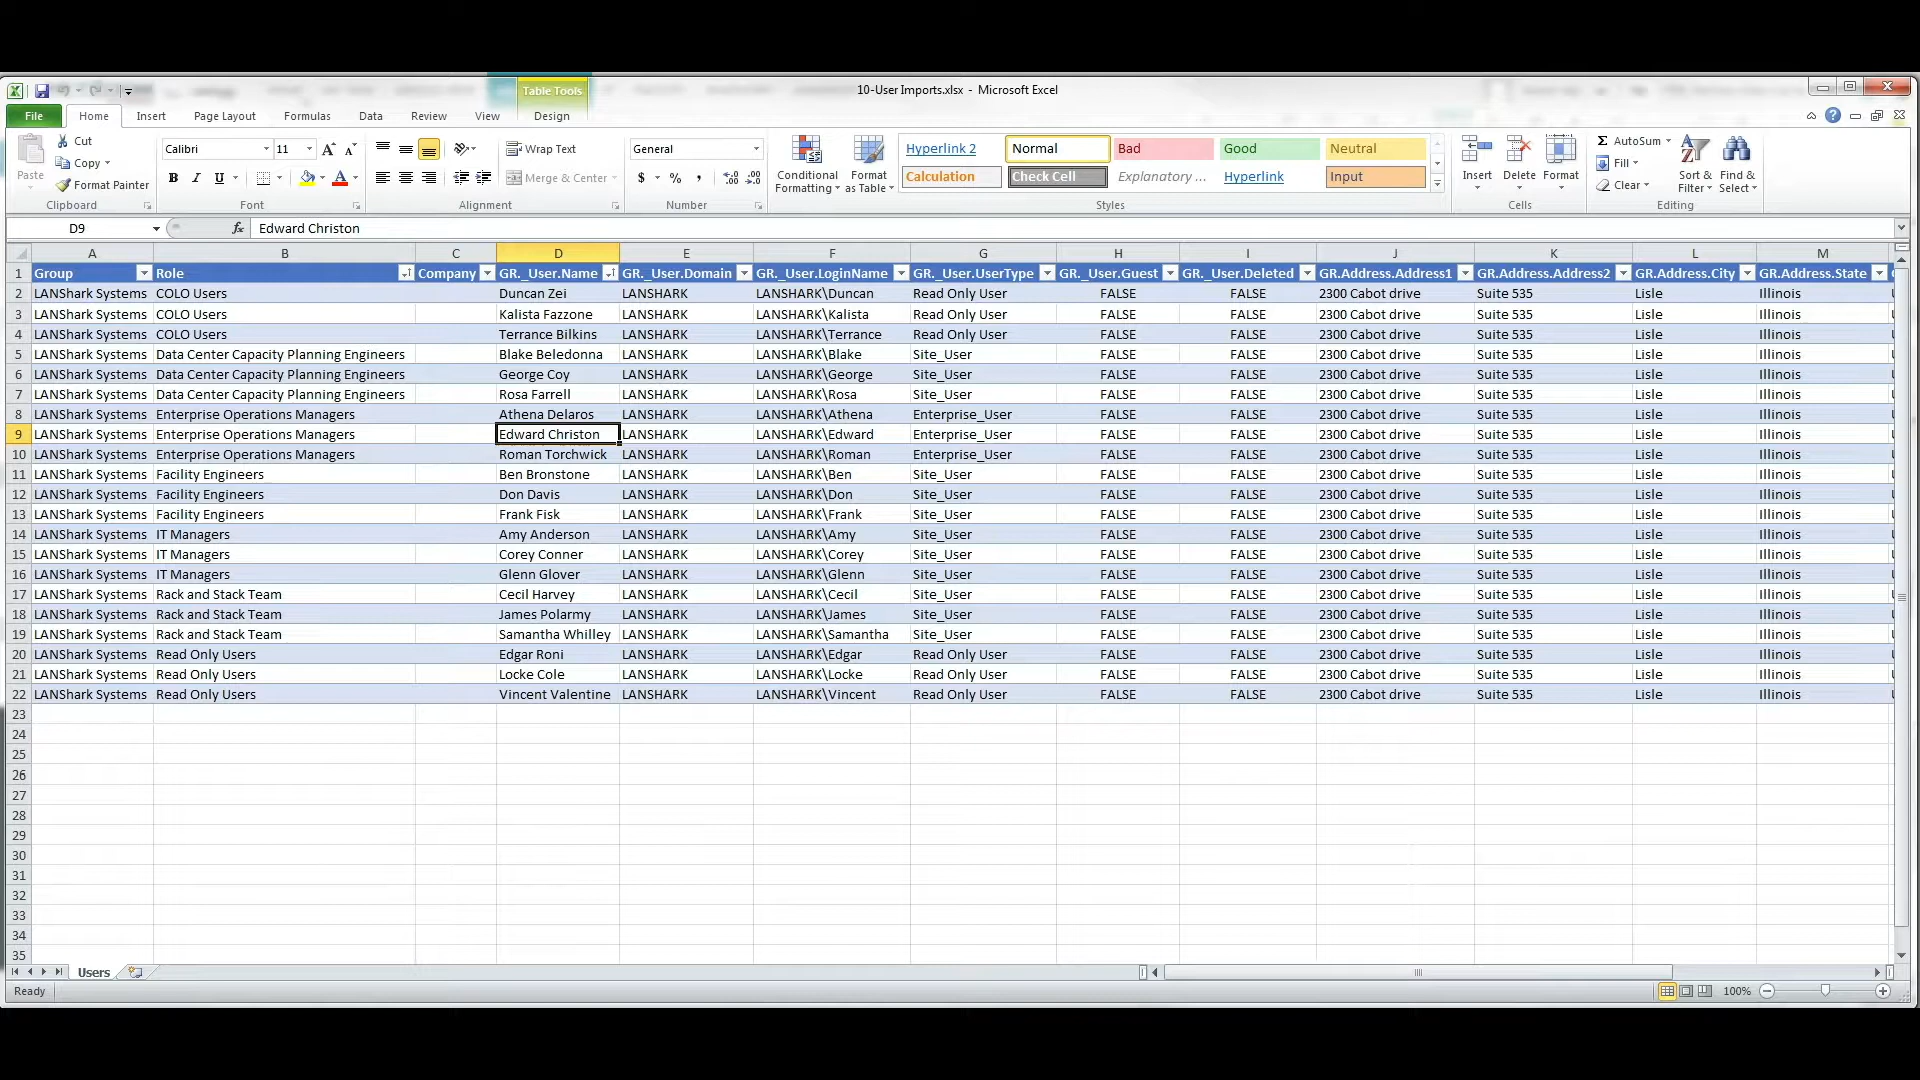 Table Tools
10-User Imports.xlsx - Microsoft Excel
File Home Insert Page Layout Formulas Data Review View Design
Paste
Cut
Copy
Format Painter
Clipboard
Calibri 11 A A
B I U A
Font
Wrap Text
Merge & Center
Alignment
General
$ % ,
Number
Conditional Formatting
Format as Table
Hyperlink 2 Normal Bad Good Neutral
Calculation Check Cell Explanatory ... Hyperlink Input
Styles
Insert Delete Format
Cells
Σ AutoSum
Fill
Clear
Sort & Filter
Find & Select
Editing
D9 fx Edward Christon
A B C D E F G H I J K L M
1 Group Role Company GR._User.Name GR._User.Domain GR._User.LoginName GR._User.UserType GR._User.Guest GR._User.Deleted GR.Address.Address1 GR.Address.Address2 GR.Address.City GR.Address.State
2 LANShark Systems COLO Users Duncan Zei LANSHARK LANSHARK\Duncan Read Only User FALSE FALSE 2300 Cabot drive Suite 535 Lisle Illinois
3 LANShark Systems COLO Users Kalista Fazzone LANSHARK LANSHARK\Kalista Read Only User FALSE FALSE 2300 Cabot drive Suite 535 Lisle Illinois
4 LANShark Systems COLO Users Terrance Bilkins LANSHARK LANSHARK\Terrance Read Only User FALSE FALSE 2300 Cabot drive Suite 535 Lisle Illinois
5 LANShark Systems Data Center Capacity Planning Engineers Blake Beledonna LANSHARK LANSHARK\Blake Site_User FALSE FALSE 2300 Cabot drive Suite 535 Lisle Illinois
6 LANShark Systems Data Center Capacity Planning Engineers George Coy LANSHARK LANSHARK\George Site_User FALSE FALSE 2300 Cabot drive Suite 535 Lisle Illinois
7 LANShark Systems Data Center Capacity Planning Engineers Rosa Farrell LANSHARK LANSHARK\Rosa Site_User FALSE FALSE 2300 Cabot drive Suite 535 Lisle Illinois
8 LANShark Systems Enterprise Operations Managers Athena Delaros LANSHARK LANSHARK\Athena Enterprise_User FALSE FALSE 2300 Cabot drive Suite 535 Lisle Illinois
9 LANShark Systems Enterprise Operations Managers Edward Christon LANSHARK LANSHARK\Edward Enterprise_User FALSE FALSE 2300 Cabot drive Suite 535 Lisle Illinois
10 LANShark Systems Enterprise Operations Managers Roman Torchwick LANSHARK LANSHARK\Roman Enterprise_User FALSE FALSE 2300 Cabot drive Suite 535 Lisle Illinois
11 LANShark Systems Facility Engineers Ben Bronstone LANSHARK LANSHARK\Ben Site_User FALSE FALSE 2300 Cabot drive Suite 535 Lisle Illinois
12 LANShark Systems Facility Engineers Don Davis LANSHARK LANSHARK\Don Site_User FALSE FALSE 2300 Cabot drive Suite 535 Lisle Illinois
13 LANShark Systems Facility Engineers Frank Fisk LANSHARK LANSHARK\Frank Site_User FALSE FALSE 2300 Cabot drive Suite 535 Lisle Illinois
14 LANShark Systems IT Managers Amy Anderson LANSHARK LANSHARK\Amy Site_User FALSE FALSE 2300 Cabot drive Suite 535 Lisle Illinois
15 LANShark Systems IT Managers Corey Conner LANSHARK LANSHARK\Corey Site_User FALSE FALSE 2300 Cabot drive Suite 535 Lisle Illinois
16 LANShark Systems IT Managers Glenn Glover LANSHARK LANSHARK\Glenn Site_User FALSE FALSE 2300 Cabot drive Suite 535 Lisle Illinois
17 LANShark Systems Rack and Stack Team Cecil Harvey LANSHARK LANSHARK\Cecil Site_User FALSE FALSE 2300 Cabot drive Suite 535 Lisle Illinois
18 LANShark Systems Rack and Stack Team James Polarmy LANSHARK LANSHARK\James Site_User FALSE FALSE 2300 Cabot drive Suite 535 Lisle Illinois
19 LANShark Systems Rack and Stack Team Samantha Whilley LANSHARK LANSHARK\Samantha Site_User FALSE FALSE 2300 Cabot drive Suite 535 Lisle Illinois
20 LANShark Systems Read Only Users Edgar Roni LANSHARK LANSHARK\Edgar Read Only User FALSE FALSE 2300 Cabot drive Suite 535 Lisle Illinois
21 LANShark Systems Read Only Users Locke Cole LANSHARK LANSHARK\Locke Read Only User FALSE FALSE 2300 Cabot drive Suite 535 Lisle Illinois
22 LANShark Systems Read Only Users Vincent Valentine LANSHARK LANSHARK\Vincent Read Only User FALSE FALSE 2300 Cabot drive Suite 535 Lisle Illinois
23
24
25
26
27
28
29
30
31
32
33
34
35
Users
Ready 100%